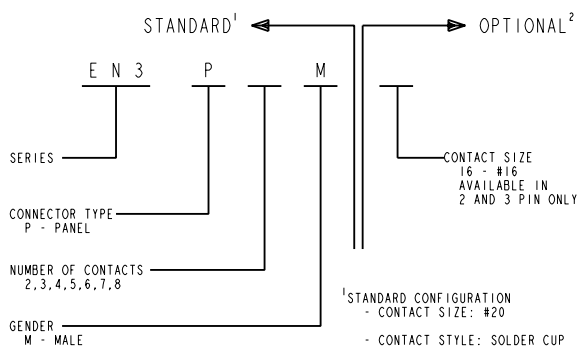 STANDARD¹ OPTIONAL²
EN3 P M
SERIES
CONTACT SIZE
16 - #16
AVAILABLE IN
2 AND 3 PIN ONLY
CONNECTOR TYPE
P - PANEL
NUMBER OF CONTACTS
2,3,4,5,6,7,8
GENDER
M - MALE
¹STANDARD CONFIGURATION
- CONTACT SIZE: #20
- CONTACT STYLE: SOLDER CUP